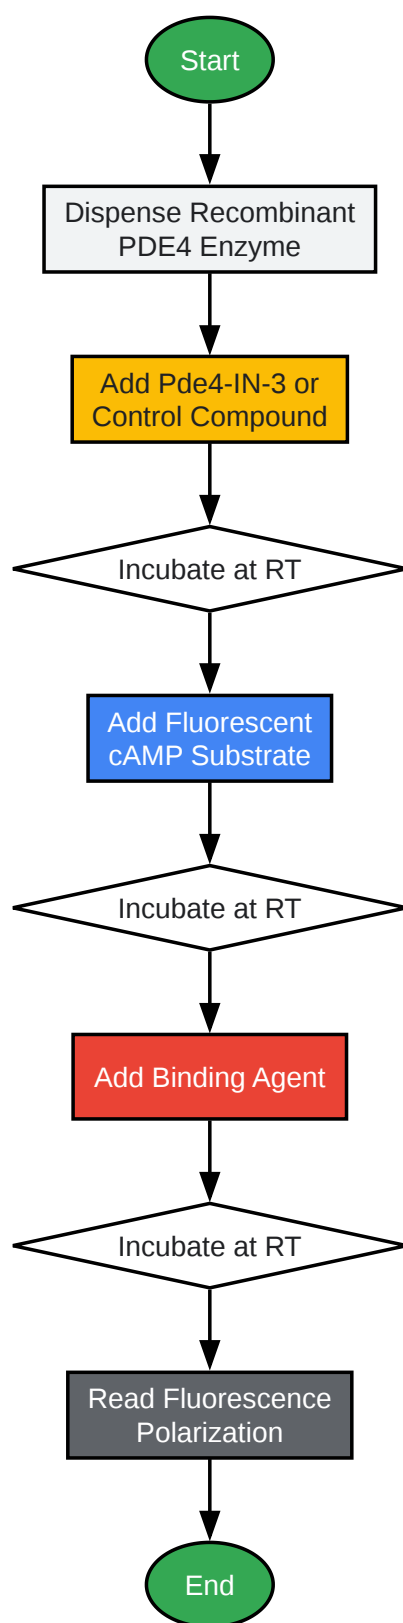 Start
Dispense Recombinant
PDE4 Enzyme
Add Pde4-IN-3 or
Control Compound
Incubate at RT
Add Fluorescent
cAMP Substrate
Incubate at RT
Add Binding Agent
Incubate at RT
Read Fluorescence
Polarization
End